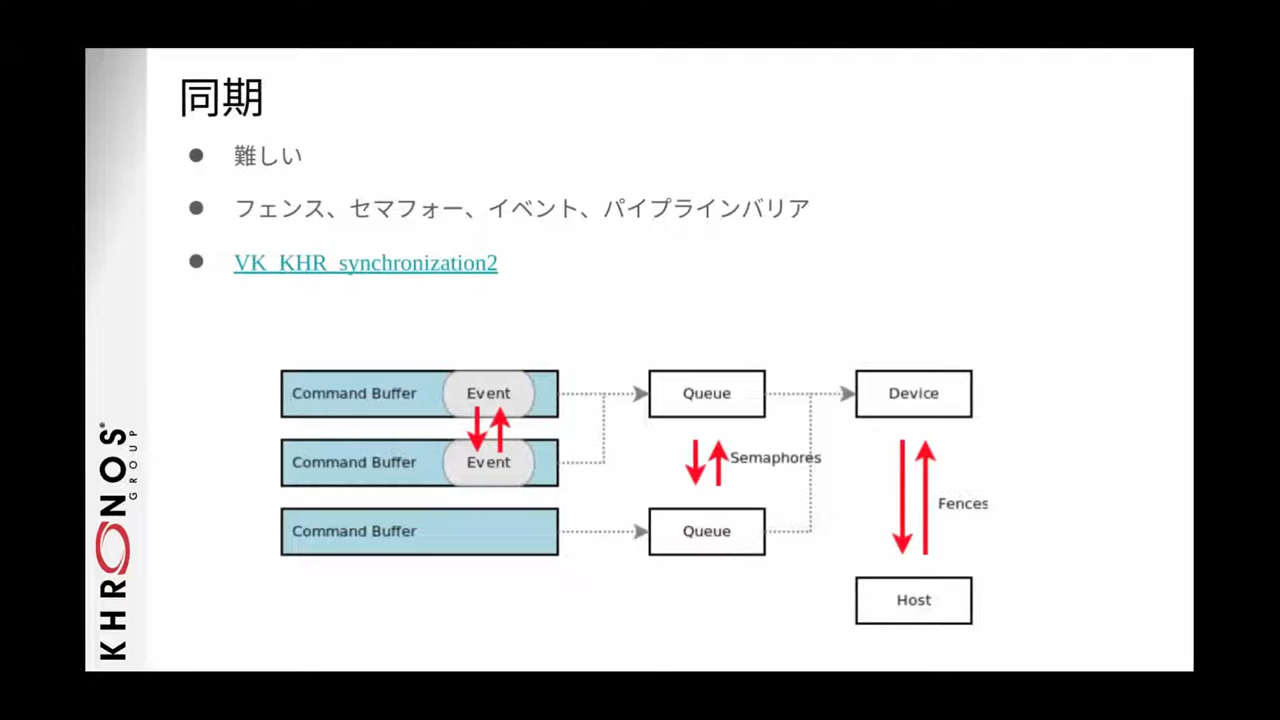 同期
難しい
フェンス、セマフォー、イベント、パイプラインバリア
VK_KHR_synchronization2
Command Buffer
Event
Queue
Device
Command Buffer
Event
Semaphores
Fences
Command Buffer
Queue
Host
KHRONOS®
GROUP